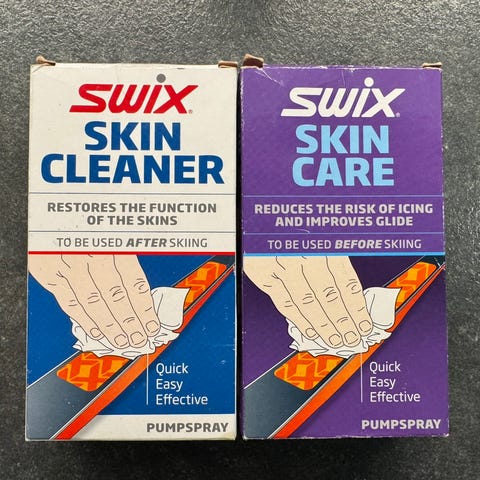 SWIX
SKIN
CLEANER
RESTORES THE FUNCTION
OF THE SKINS
TO BE USED AFTER SKIING
Quick
Easy
Effective
PUMPSPRAY
SWIX
SKIN
CARE
REDUCES THE RISK OF ICING
AND IMPROVES GLIDE
TO BE USED BEFORE SKIING
Quick
Easy
Effective
PUMPSPRAY